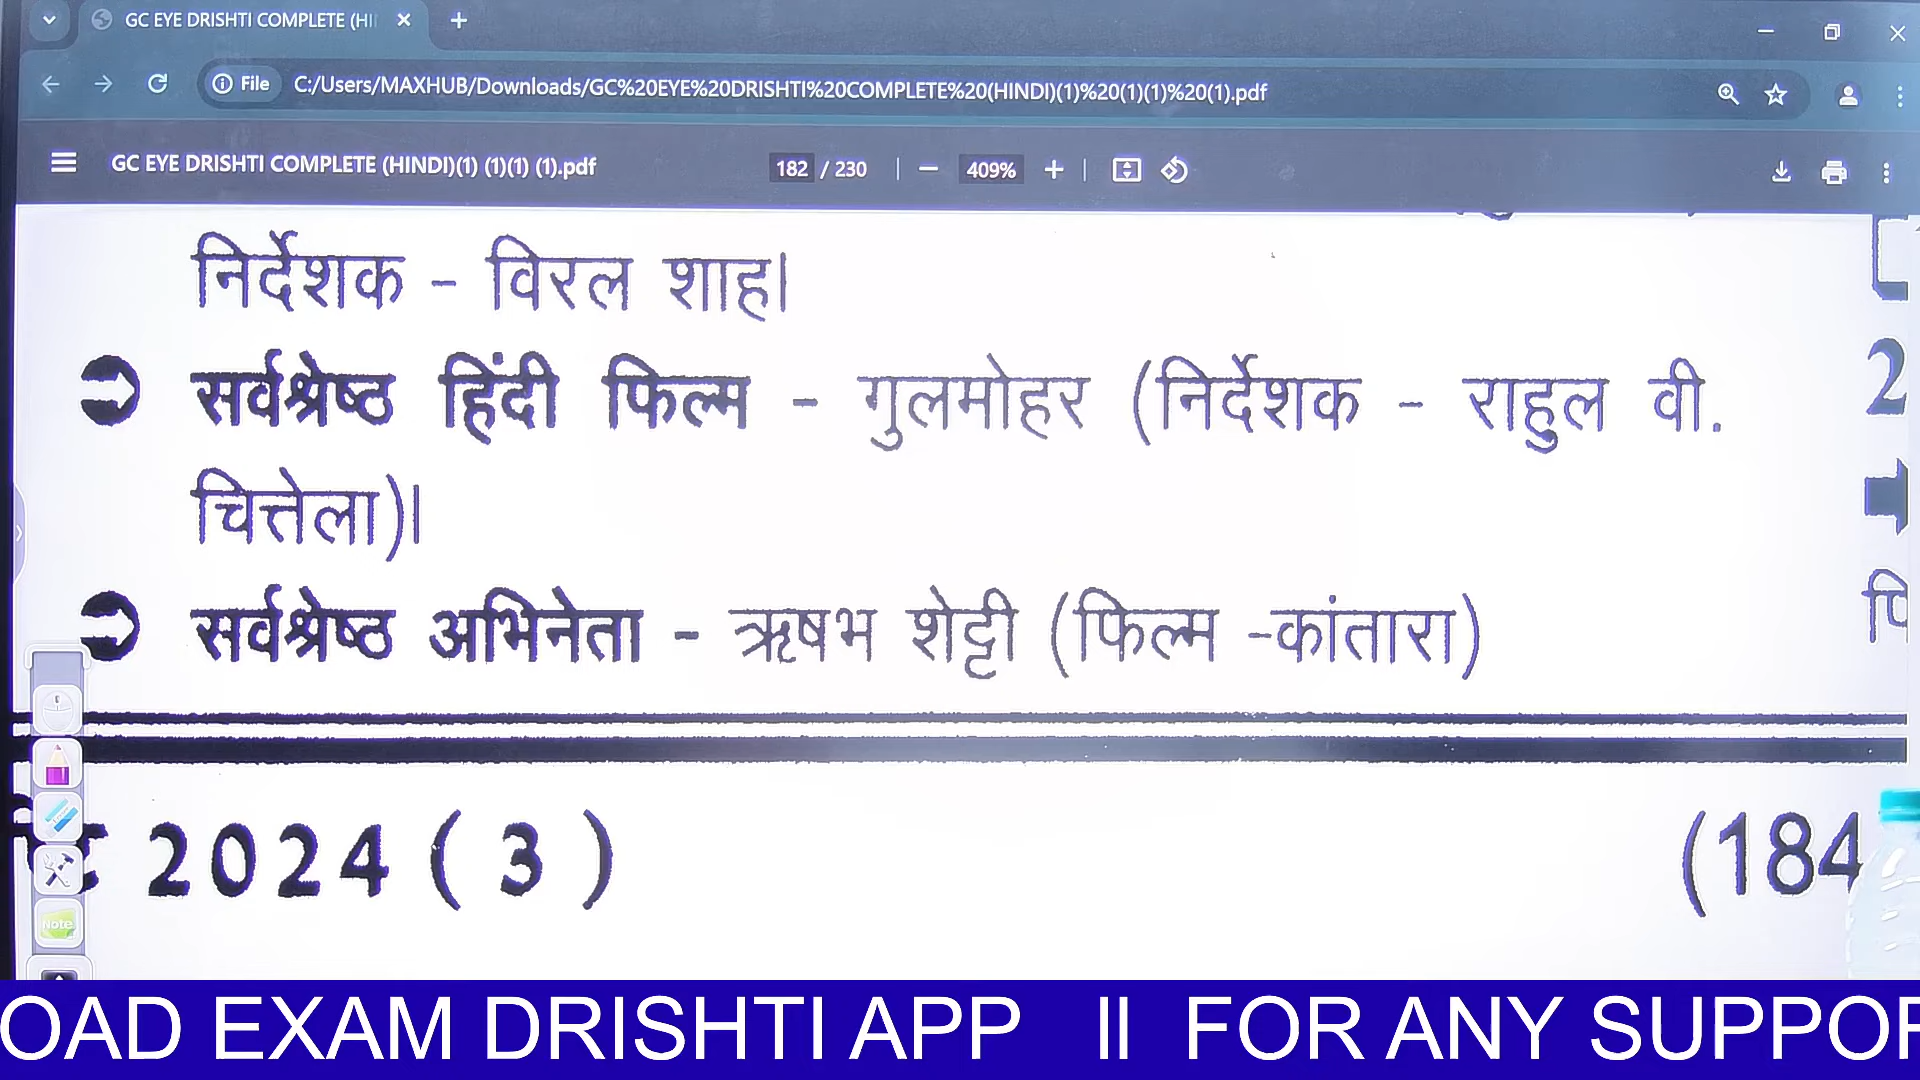 GC EYE DRISHTI COMPLETE (HI
File C:/Users/MAXHUB/Downloads/GC%20EYE%20DRISHTI%20COMPLETE%20(HINDI)(1)%20(1)(1)%20(1).pdf
GC EYE DRISHTI COMPLETE (HINDI)(1) (1)(1) (1).pdf 182 / 230 409%
निर्देशक - विरल शाह।
सर्वश्रेष्ठ हिंदी फिल्म - गुलमोहर (निर्देशक - राहुल वी.
चित्तेला)।
सर्वश्रेष्ठ अभिनेता - ऋषभ शेट्टी (फिल्म -कांतारा)
2
2024 ( 3 ) (184
Note
OAD EXAM DRISHTI APP II FOR ANY SUPPOR